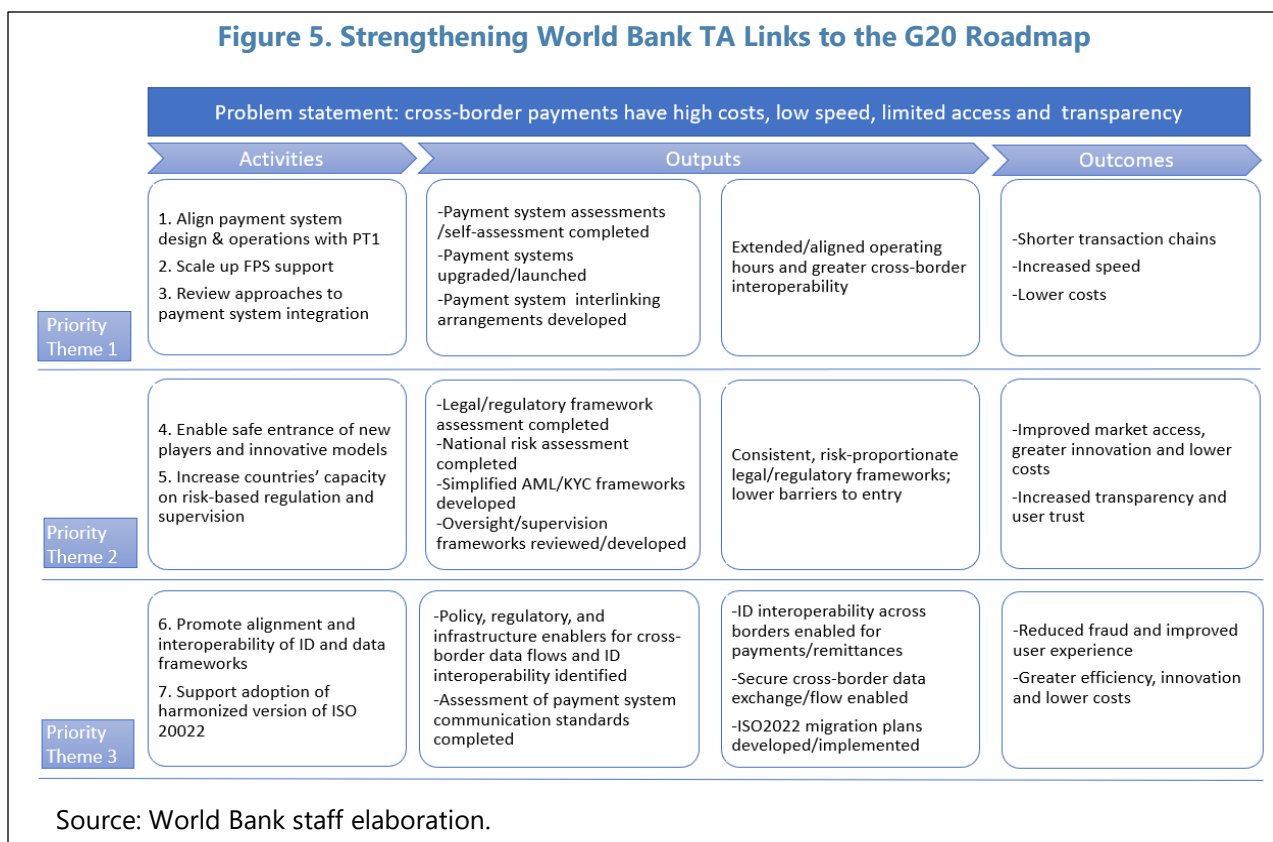 Figure 5. Strengthening World Bank TA Links to the G20 Roadmap
Problem statement: cross-border payments have high costs, low speed, limited access and transparency
Activities
Outputs
Outcomes
Priority
Theme 1
1. Align payment system
design & operations with PT1
2. Scale up FPS support
3. Review approaches to
payment system integration
-Payment system assessments
/self-assessment completed
-Payment systems
upgraded/launched
-Payment system interlinking
arrangements developed
Extended/aligned operating
hours and greater cross-border
interoperability
-Shorter transaction chains
-Increased speed
-Lower costs
Priority
Theme 2
4. Enable safe entrance of new
players and innovative models
5. Increase countries’ capacity
on risk-based regulation and
supervision
-Legal/regulatory framework
assessment completed
-National risk assessment
completed
-Simplified AML/KYC frameworks
developed
-Oversight/supervision
frameworks reviewed/developed
Consistent, risk-proportionate
legal/regulatory frameworks;
lower barriers to entry
-Improved market access,
greater innovation and lower
costs
-Increased transparency and
user trust
Priority
Theme 3
6. Promote alignment and
interoperability of ID and data
frameworks
7. Support adoption of
harmonized version of ISO
20022
-Policy, regulatory, and
infrastructure enablers for cross-
border data flows and ID
interoperability identified
-Assessment of payment system
communication standards
completed
-ID interoperability across
borders enabled for
payments/remittances
-Secure cross-border data
exchange/flow enabled
-ISO2022 migration plans
developed/implemented
-Reduced fraud and improved
user experience
-Greater efficiency, innovation
and lower costs
Source: World Bank staff elaboration.